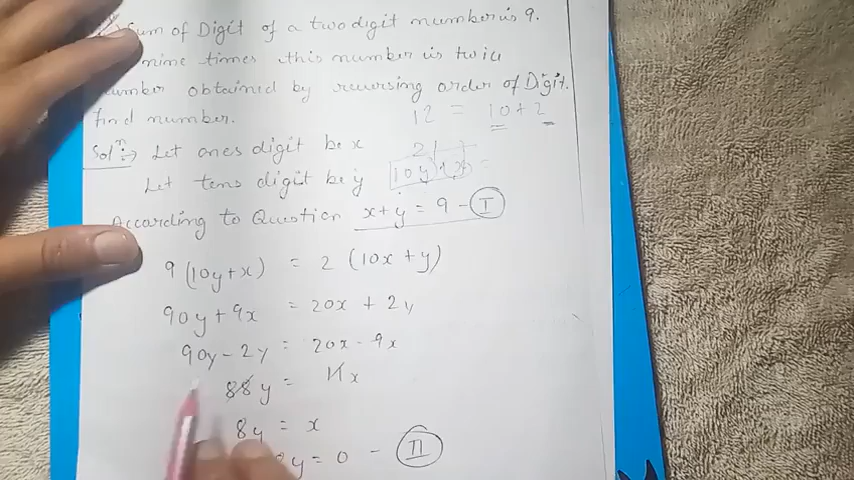 Sum of Digit of a two digit number is 9.
nine times this number is twice
number obtained by reversing order of Digit.
Find number.
12 = 10 + 2
Solⁿ :→ Let ones digit be x
21
Let tens digit be y
10y + x =
According to Question x + y = 9 - I
9 (10y + x) = 2 (10x + y)
90y + 9x = 20x + 2y
90y - 2y = 20x - 9x
88y = 11x
8y = x
y = 0 - II